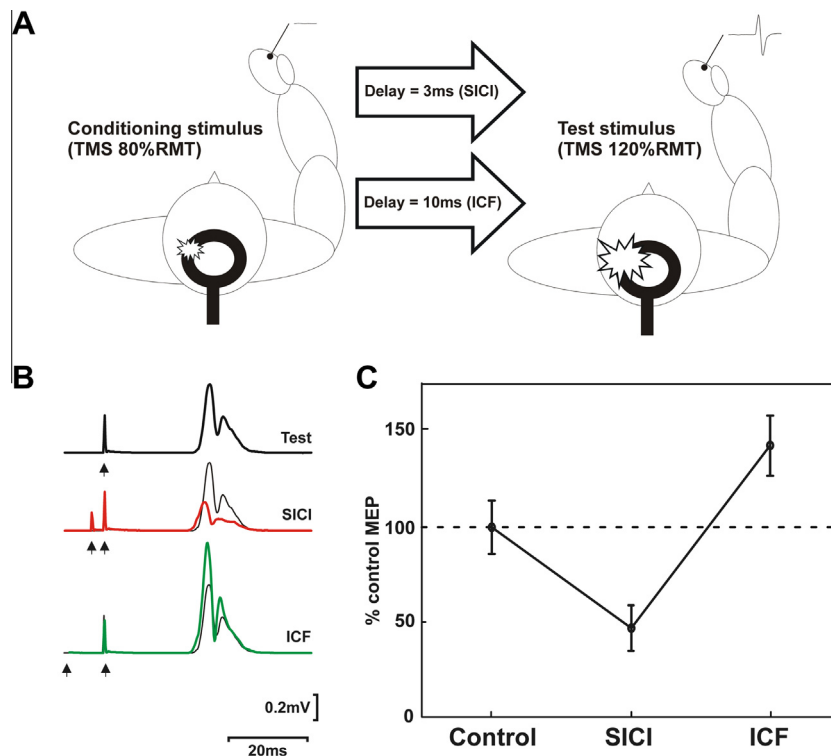 A
Conditioning stimulus
(TMS 80%RMT)
Delay = 3ms (SICI)
Delay = 10ms (ICF)
Test stimulus
(TMS 120%RMT)
B
Test
SICI
ICF
0.2mV
20ms
C
% control MEP
150
100
50
0
Control
SICI
ICF